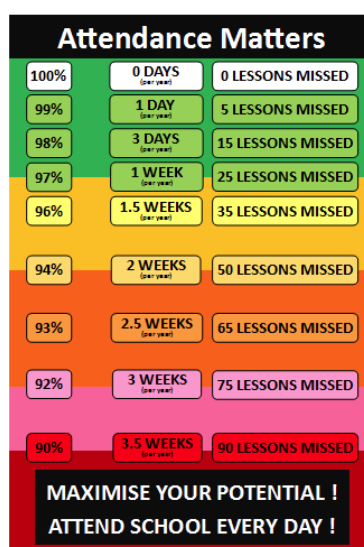 Attendance Matters
100% 0 DAYS 0 LESSONS MISSED
(per year)
99% 1 DAY 5 LESSONS MISSED
(per year)
98% 3 DAYS 15 LESSONS MISSED
(per year)
97% 1 WEEK 25 LESSONS MISSED
(per year)
96% 1.5 WEEKS 35 LESSONS MISSED
(per year)
94% 2 WEEKS 50 LESSONS MISSED
(per year)
93% 2.5 WEEKS 65 LESSONS MISSED
(per year)
92% 3 WEEKS 75 LESSONS MISSED
(per year)
90% 3.5 WEEKS 90 LESSONS MISSED
(per year)
MAXIMISE YOUR POTENTIAL !
ATTEND SCHOOL EVERY DAY !